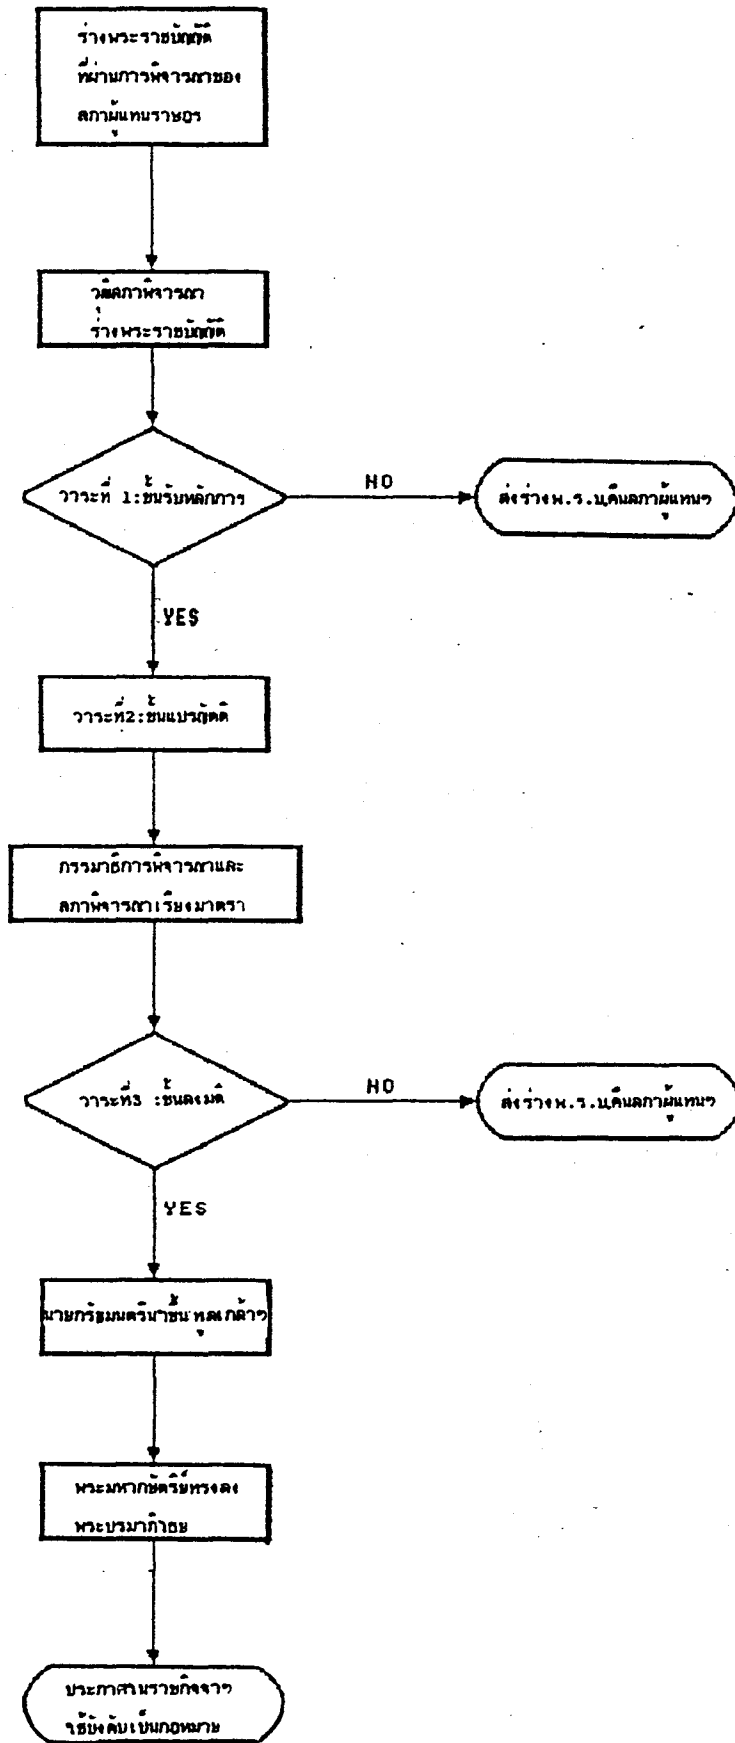 ร่างพระราชบัญญัติ
ที่ผ่านการพิจารณาของ
สภาผู้แทนราษฎร
วุฒิสภาพิจารณา
ร่างพระราชบัญญัติ
วาระที่ 1:ขั้นรับหลักการ
NO
ส่งร่างพ.ร.บ.คืนสภาผู้แทนฯ
YES
วาระที่2:ขั้นแปรญัตติ
กรรมาธิการพิจารณาและ
สภาพิจารณาเรียงมาตรา
วาระที่3 :ขั้นลงมติ
NO
ส่งร่างพ.ร.บ.คืนสภาผู้แทนฯ
YES
นายกรัฐมนตรีนำขึ้นทูลเกล้าฯ
พระมหากษัตริย์ทรงลง
พระปรมาภิไธย
ประกาศในราชกิจจาฯ
ใช้บังคับเป็นกฎหมาย